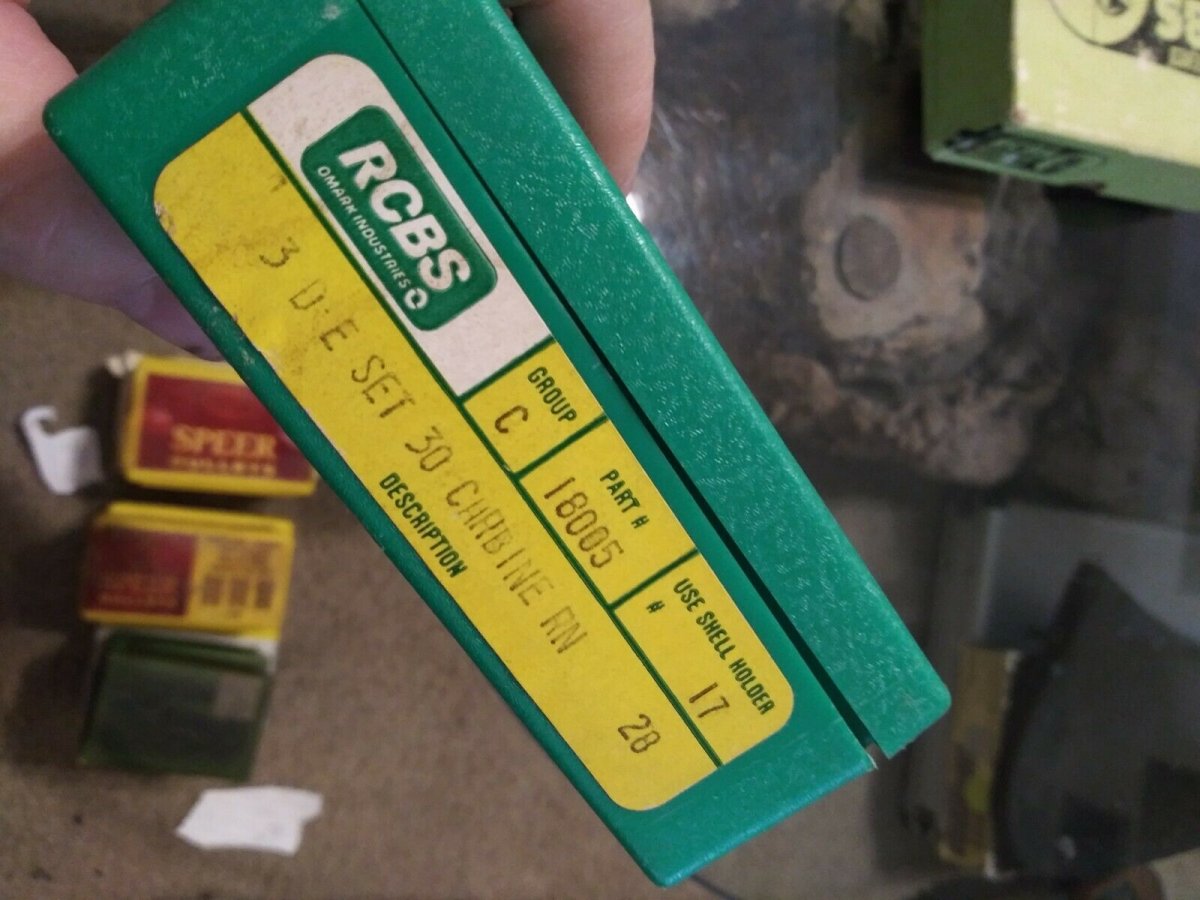 RCBS
OMARK INDUSTRIES
GROUP
C
PART #
18005
USE SHELL HOLDER
# 17
3 DIE SET 30 CARBINE RN 28
DESCRIPTION
SPEER
BULLETS